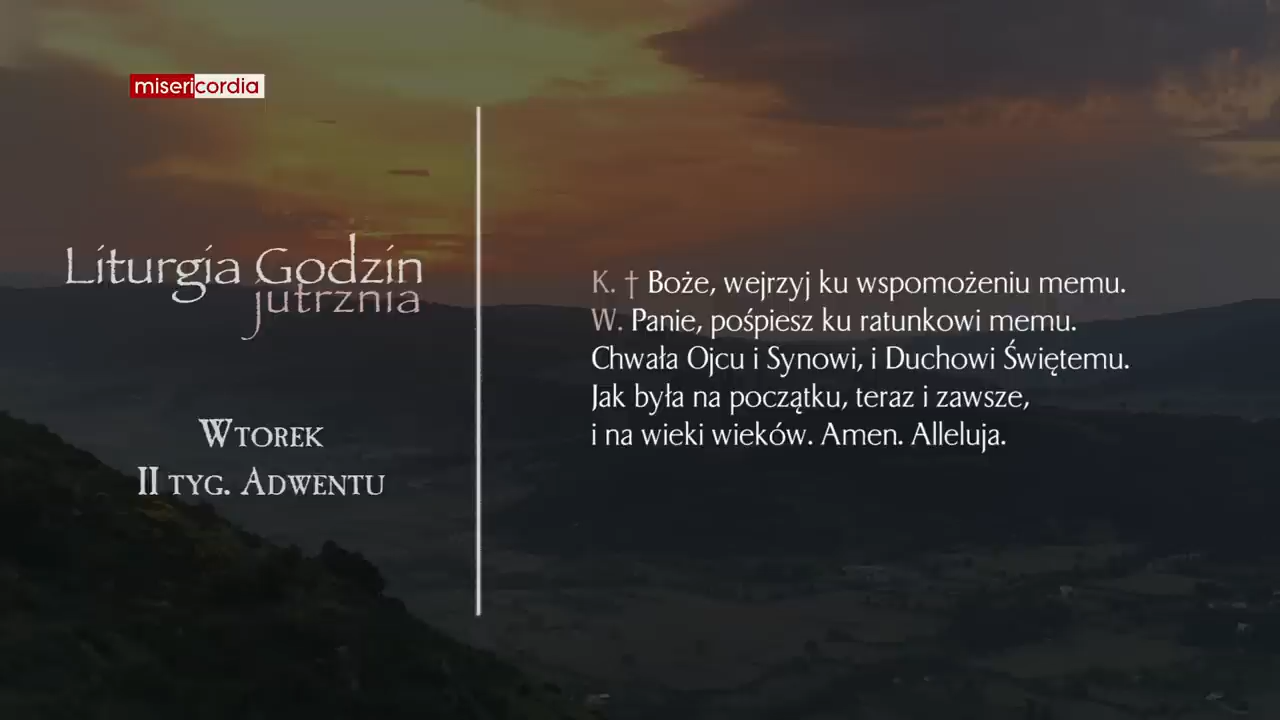 misericordia
Liturgia Godzin
jutrznia
Wtorek
II tyg. Adwentu
K. † Boże, wejrzyj ku wspomożeniu memu.
W. Panie, pośpiesz ku ratunkowi memu.
Chwała Ojcu i Synowi, i Duchowi Świętemu.
Jak była na początku, teraz i zawsze,
i na wieki wieków. Amen. Alleluja.